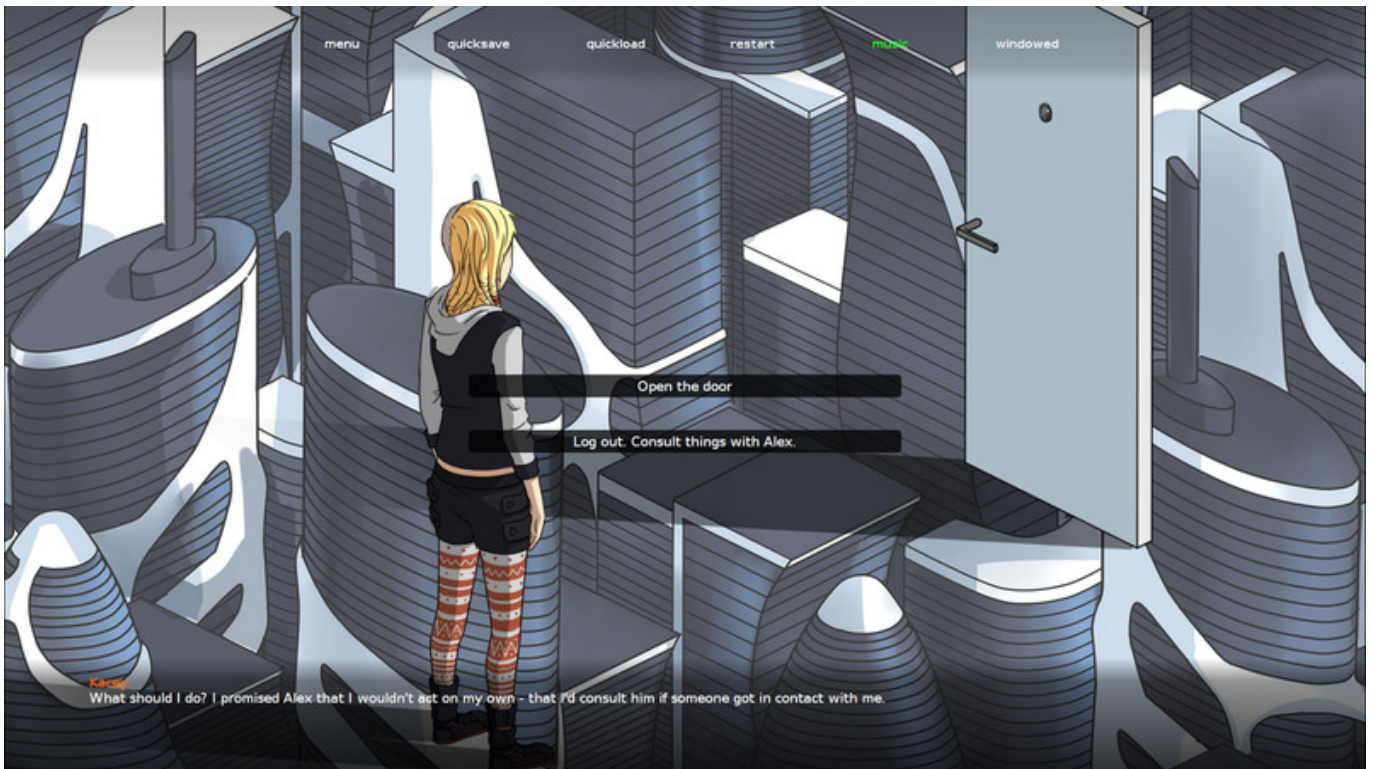 menu quicksave quickload restart music windowed
Open the door
Log out. Consult things with Alex.
Kacey
What should I do? I promised Alex that I wouldn't act on my own - that I'd consult him if someone got in contact with me.